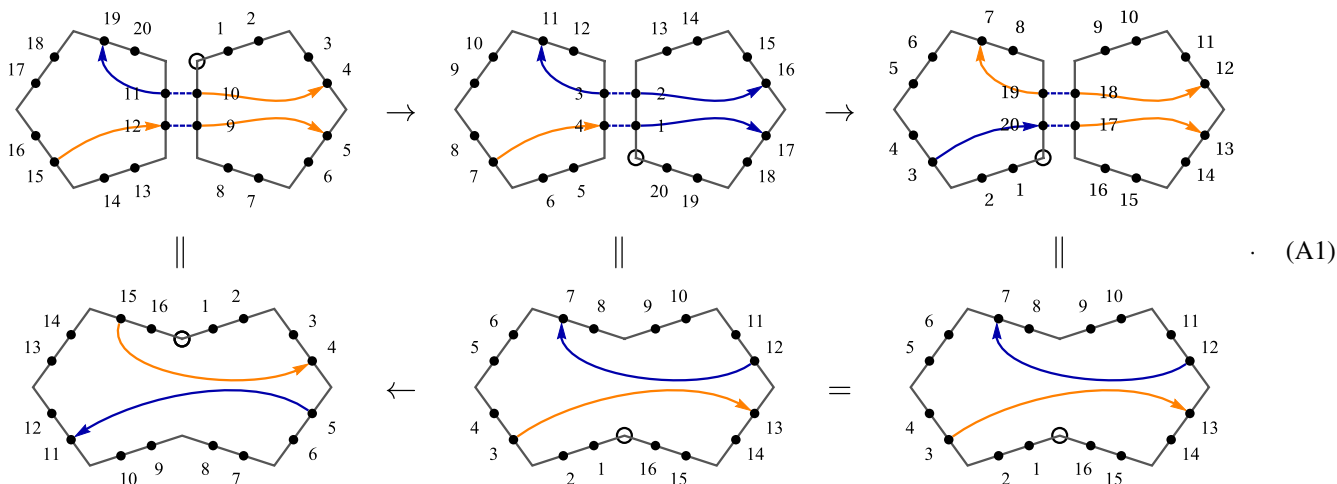 19 20 1 2 11 12 13 14 7 8 9 10
18 3 10 15 6 11
17 4 9 16 5 12
11 10 3 2 19 18
→ →
12 9 4 1 20 17
16 5 8 17 4 13
15 6 7 18 3 14
14 13 8 7 6 5 20 19 2 1 16 15
‖ ‖ ‖ . (A1)
15 16 1 2 7 8 9 10 7 8 9 10
14 3 6 11 6 11
13 4 5 12 5 12
← =
12 5 4 13 4 13
11 6 3 14 3 14
10 9 8 7 2 1 16 15 2 1 16 15